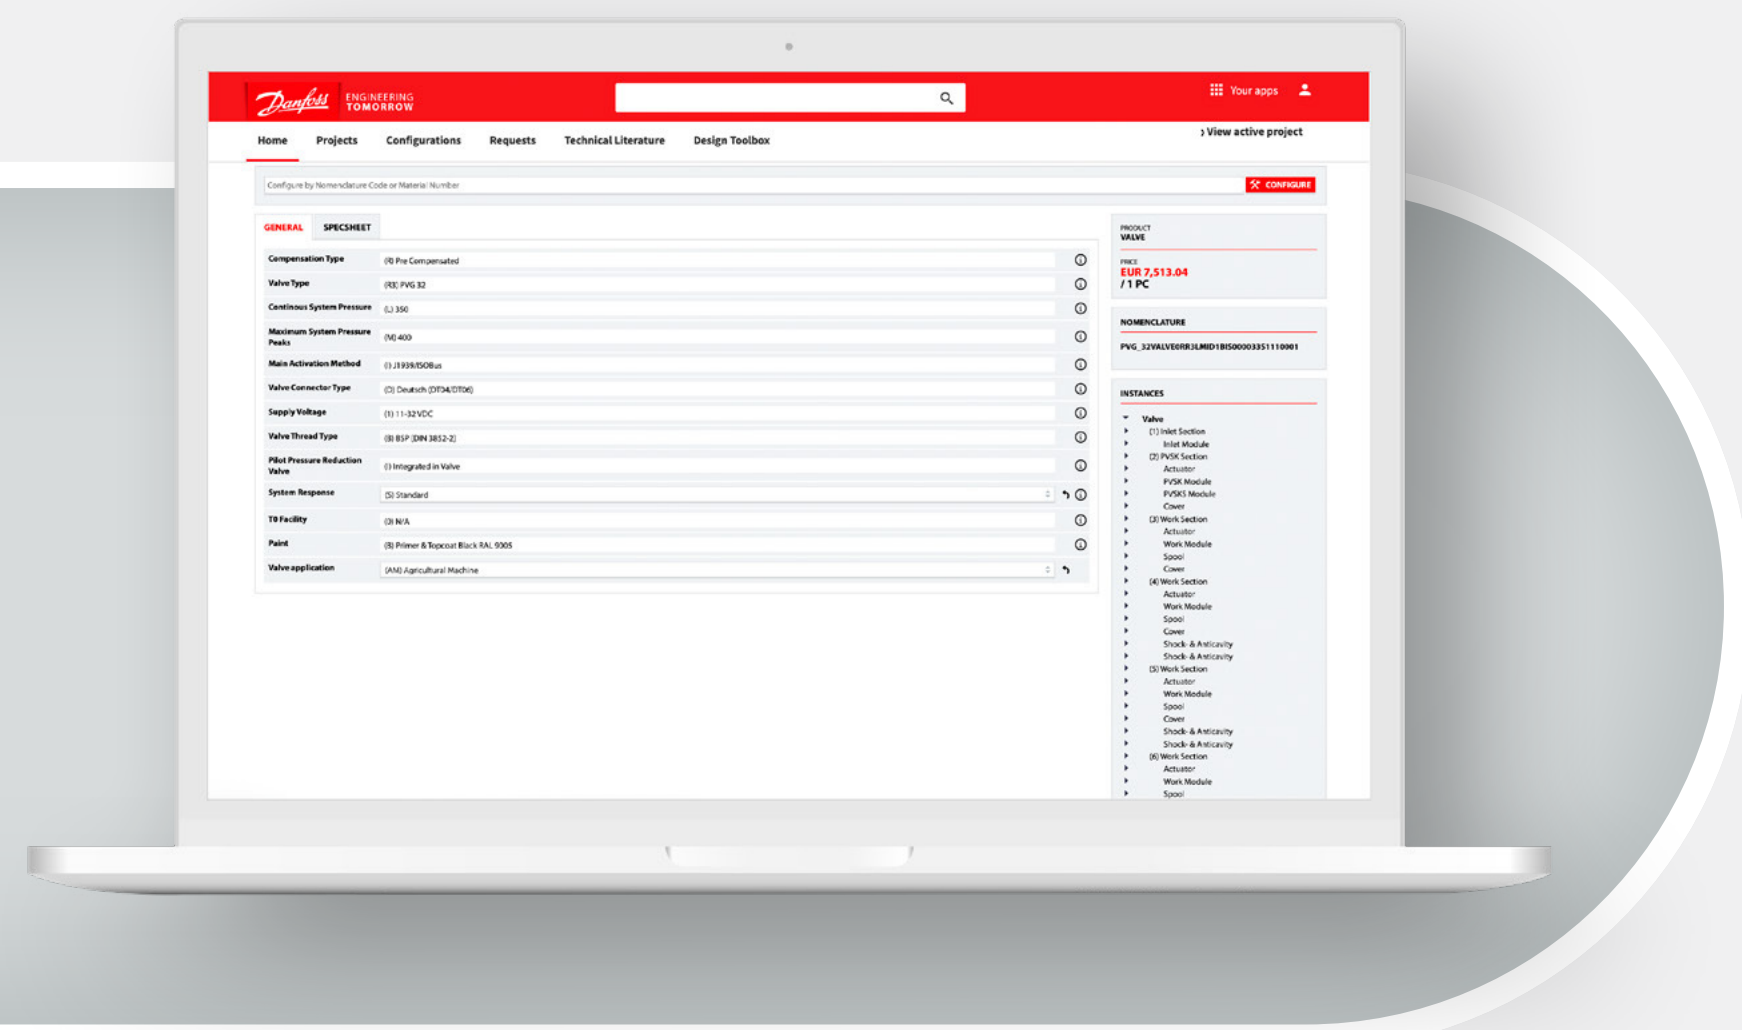 Danfoss
ENGINEERING
TOMORROW
Your apps
Home Projects Configurations Requests Technical Literature Design Toolbox
› View active project
Configure by Nomenclature Code or Material Number
CONFIGURE
GENERAL SPECSHEET
Compensation Type (R) Pre Compensated
Valve Type (R3) PVG 32
Continous System Pressure (L) 350
Maximum System Pressure
Peaks
(M) 400
Main Activation Method (I) J1939/ISOBus
Valve Connector Type (D) Deutsch (DT04/DT06)
Supply Voltage (1) 11-32 VDC
Valve Thread Type (B) BSP [DIN 3852-2]
Pilot Pressure Reduction
Valve
(I) Integrated in Valve
System Response (S) Standard
T0 Facility (0) N/A
Paint (B) Primer & Topcoat Black RAL 9005
Valve application (AM) Agricultural Machine
PRODUCT
VALVE
PRICE
EUR 7,513.04
/ 1 PC
NOMENCLATURE
INSTANCES
Valve
(1) Inlet Section
Inlet Module
(2) PVSK Section
Actuator
PVSK Module
PVSKS Module
Cover
(3) Work Section
Actuator
Work Module
Spool
Cover
(4) Work Section
Actuator
Work Module
Spool
Cover
Shock- & Anticavity
Shock- & Anticavity
(5) Work Section
Actuator
Work Module
Spool
Cover
Shock- & Anticavity
Shock- & Anticavity
(6) Work Section
Actuator
Work Module
Spool